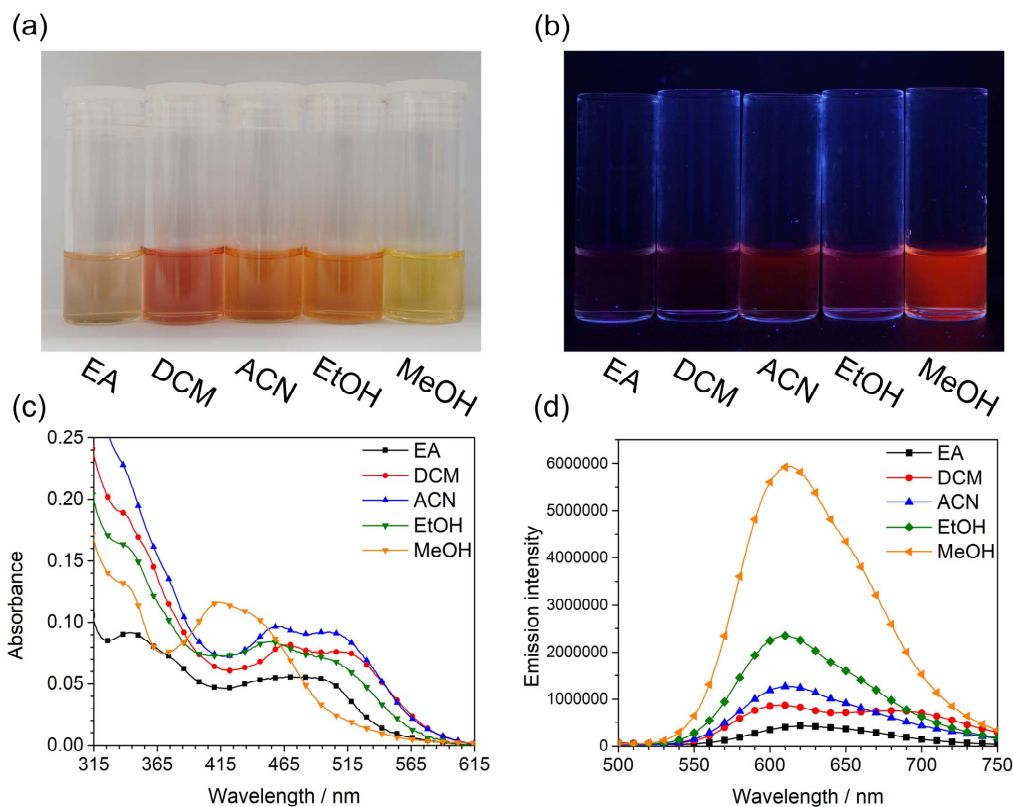 (a)
(b)
EA DCM ACN EtOH MeOH
EA DCM ACN EtOH MeOH
(c)
0.25
0.20
0.15
0.10
0.05
0.00
Absorbance
EA
DCM
ACN
EtOH
MeOH
315 365 415 465 515 565 615
Wavelength / nm
(d)
6000000
5000000
4000000
3000000
2000000
1000000
0
Emission intensity
EA
DCM
ACN
EtOH
MeOH
500 550 600 650 700 750
Wavelength / nm